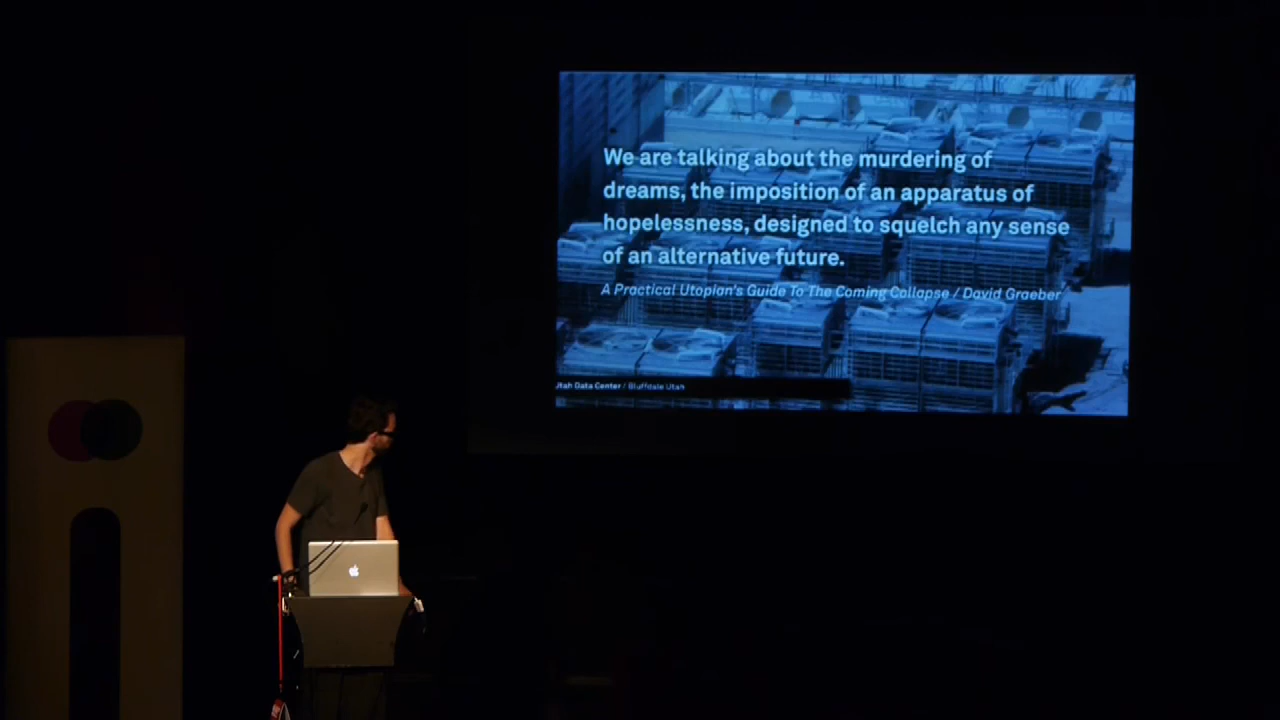 We are talking about the murdering of
dreams, the imposition of an apparatus of
hopelessness, designed to squelch any sense
of an alternative future.
A Practical Utopian's Guide To The Coming Collapse / David Graeber
Utah Data Center / Bluffdale Utah